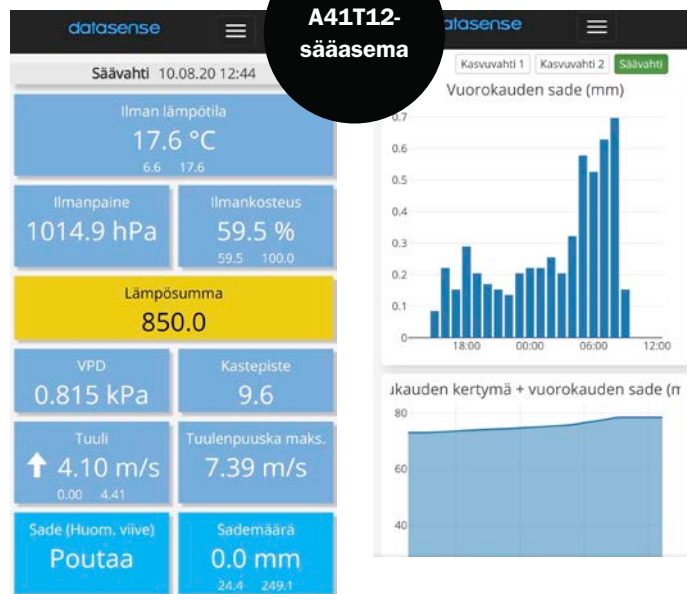 A41T12-
sääasema
datasense
Säävahti 10.08.20 12:44
Ilman lämpötila
17.6 °C
6.6 17.6
Ilmanpaine
1014.9 hPa
Ilmankosteus
59.5 %
59.5 100.0
Lämpösumma
850.0
VPD
0.815 kPa
Kastepiste
9.6
Tuuli
4.10 m/s
0.00 4.41
Tuulenpuuska maks.
7.39 m/s
Sade (Huom. viive)
Poutaa
Sademäärä
0.0 mm
24.4 249.1
atasense
Kasvuvahti 1 Kasvuvahti 2 Säävahti
Vuorokauden sade (mm)
0.7
0.6
0.5
0.4
0.3
0.2
0.1
0
18:00 00:00 06:00 12:00
ukauden kertymä + vuorokauden sade (m
80
60
40